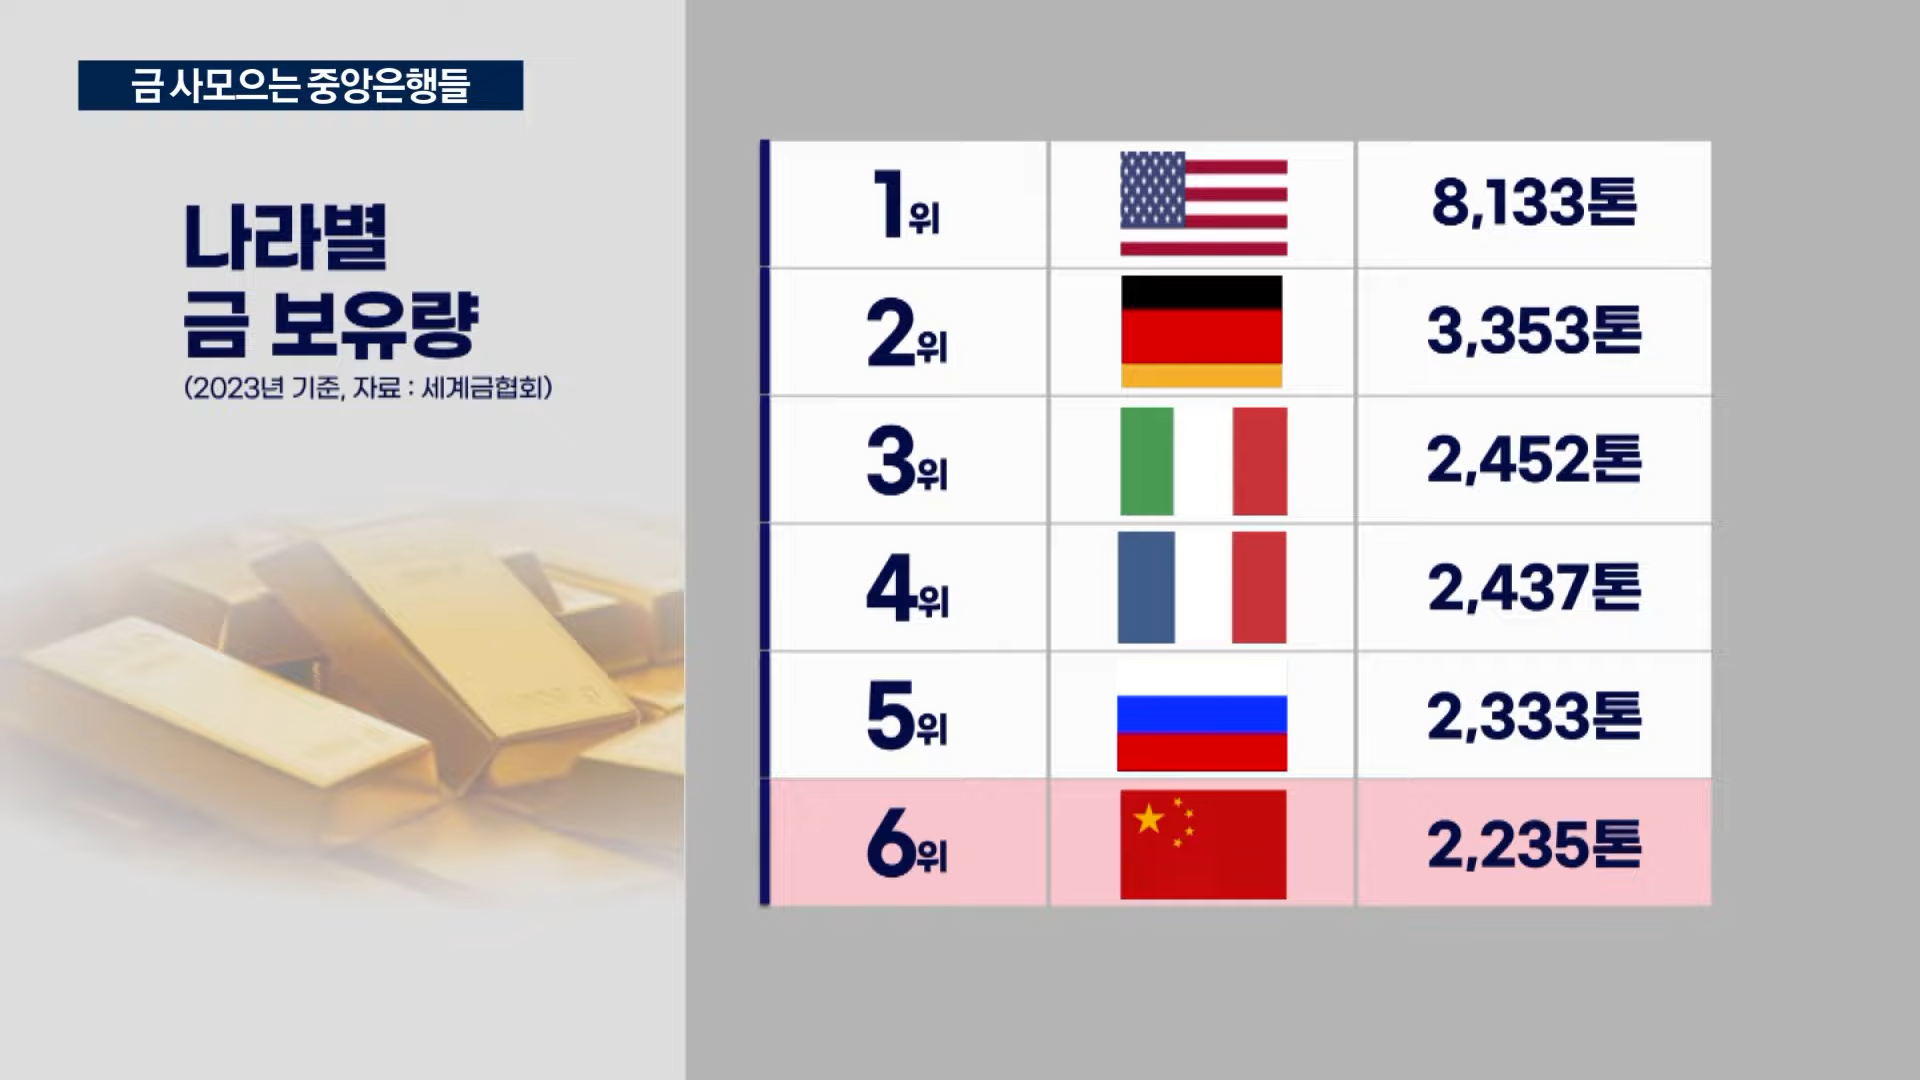 금 사모으는 중앙은행들
나라별
금 보유량
(2023년 기준, 자료 : 세계금협회)
1위 8,133톤
2위 3,353톤
3위 2,452톤
4위 2,437톤
5위 2,333톤
6위 2,235톤